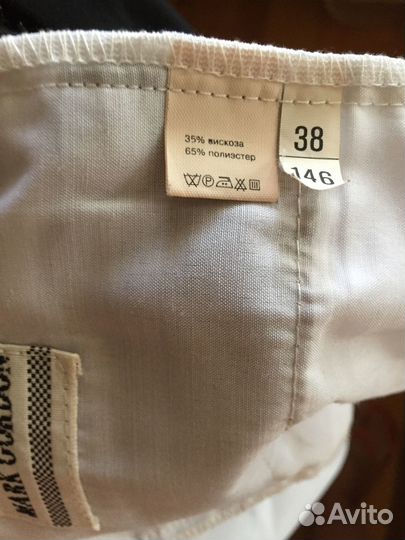 35% вискоза
65% полиэстер
38
146
MARK GORDON
Avito